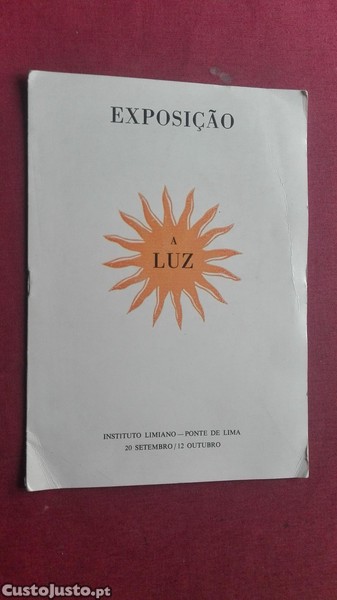 EXPOSIÇÃO
A
LUZ
INSTITUTO LIMIANO — PONTE DE LIMA
20 SETEMBRO / 12 OUTUBRO
CustoJusto.pt